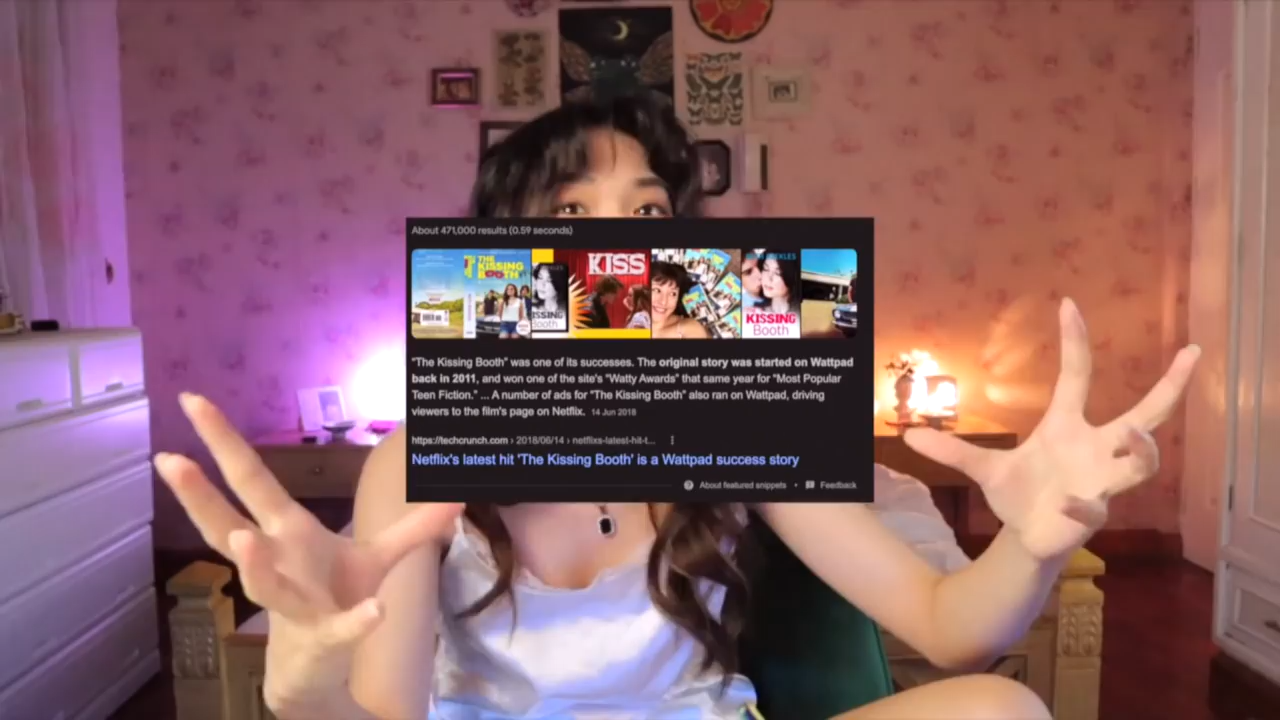 About 471,000 results (0.59 seconds)
THE
KISSING
BOOTH
KISS
KISSING
Booth
ISSING
Booth
"The Kissing Booth" was one of its successes. The original story was started on Wattpad
back in 2011, and won one of the site's "Watty Awards" that same year for "Most Popular
Teen Fiction." ... A number of ads for "The Kissing Booth" also ran on Wattpad, driving
viewers to the film's page on Netflix. 14 Jun 2018
https://techcrunch.com › 2018/06/14 › netflixs-latest-hit-t...
Netflix's latest hit 'The Kissing Booth' is a Wattpad success story
About featured snippets • Feedback